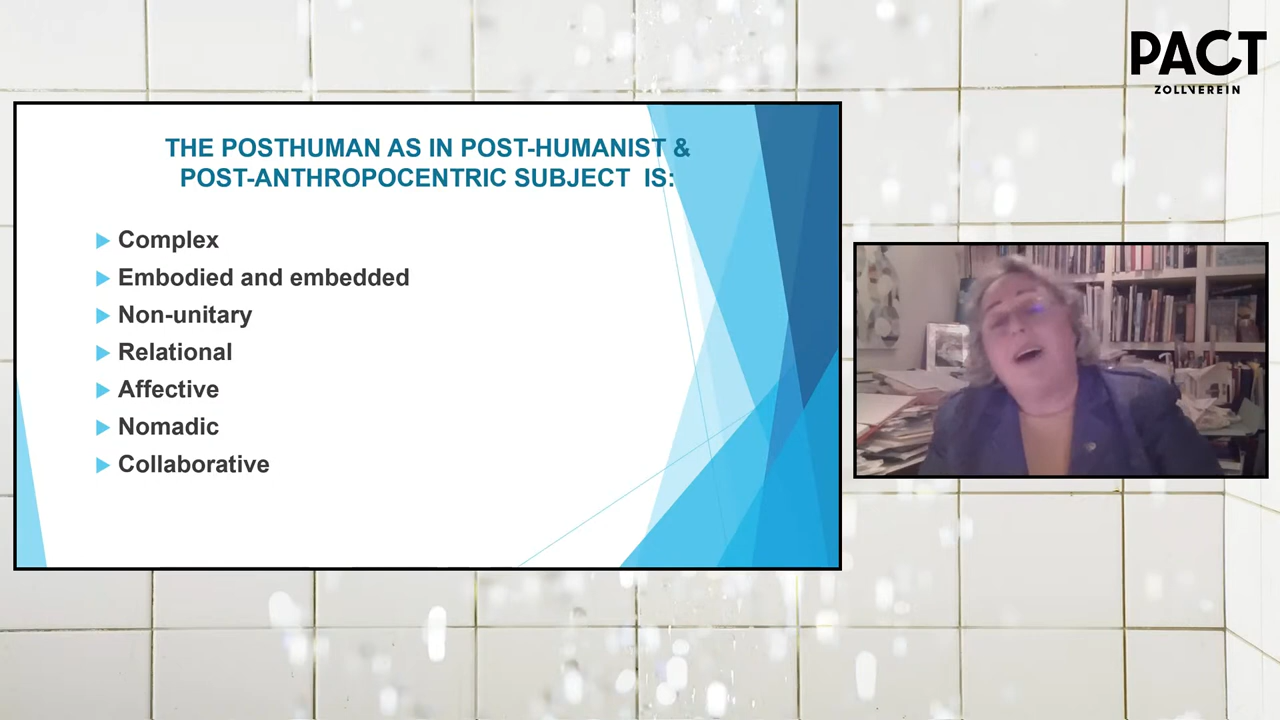 PACT
ZOLLVEREIN
THE POSTHUMAN AS IN POST-HUMANIST &
POST-ANTHROPOCENTRIC SUBJECT IS:
Complex
Embodied and embedded
Non-unitary
Relational
Affective
Nomadic
Collaborative